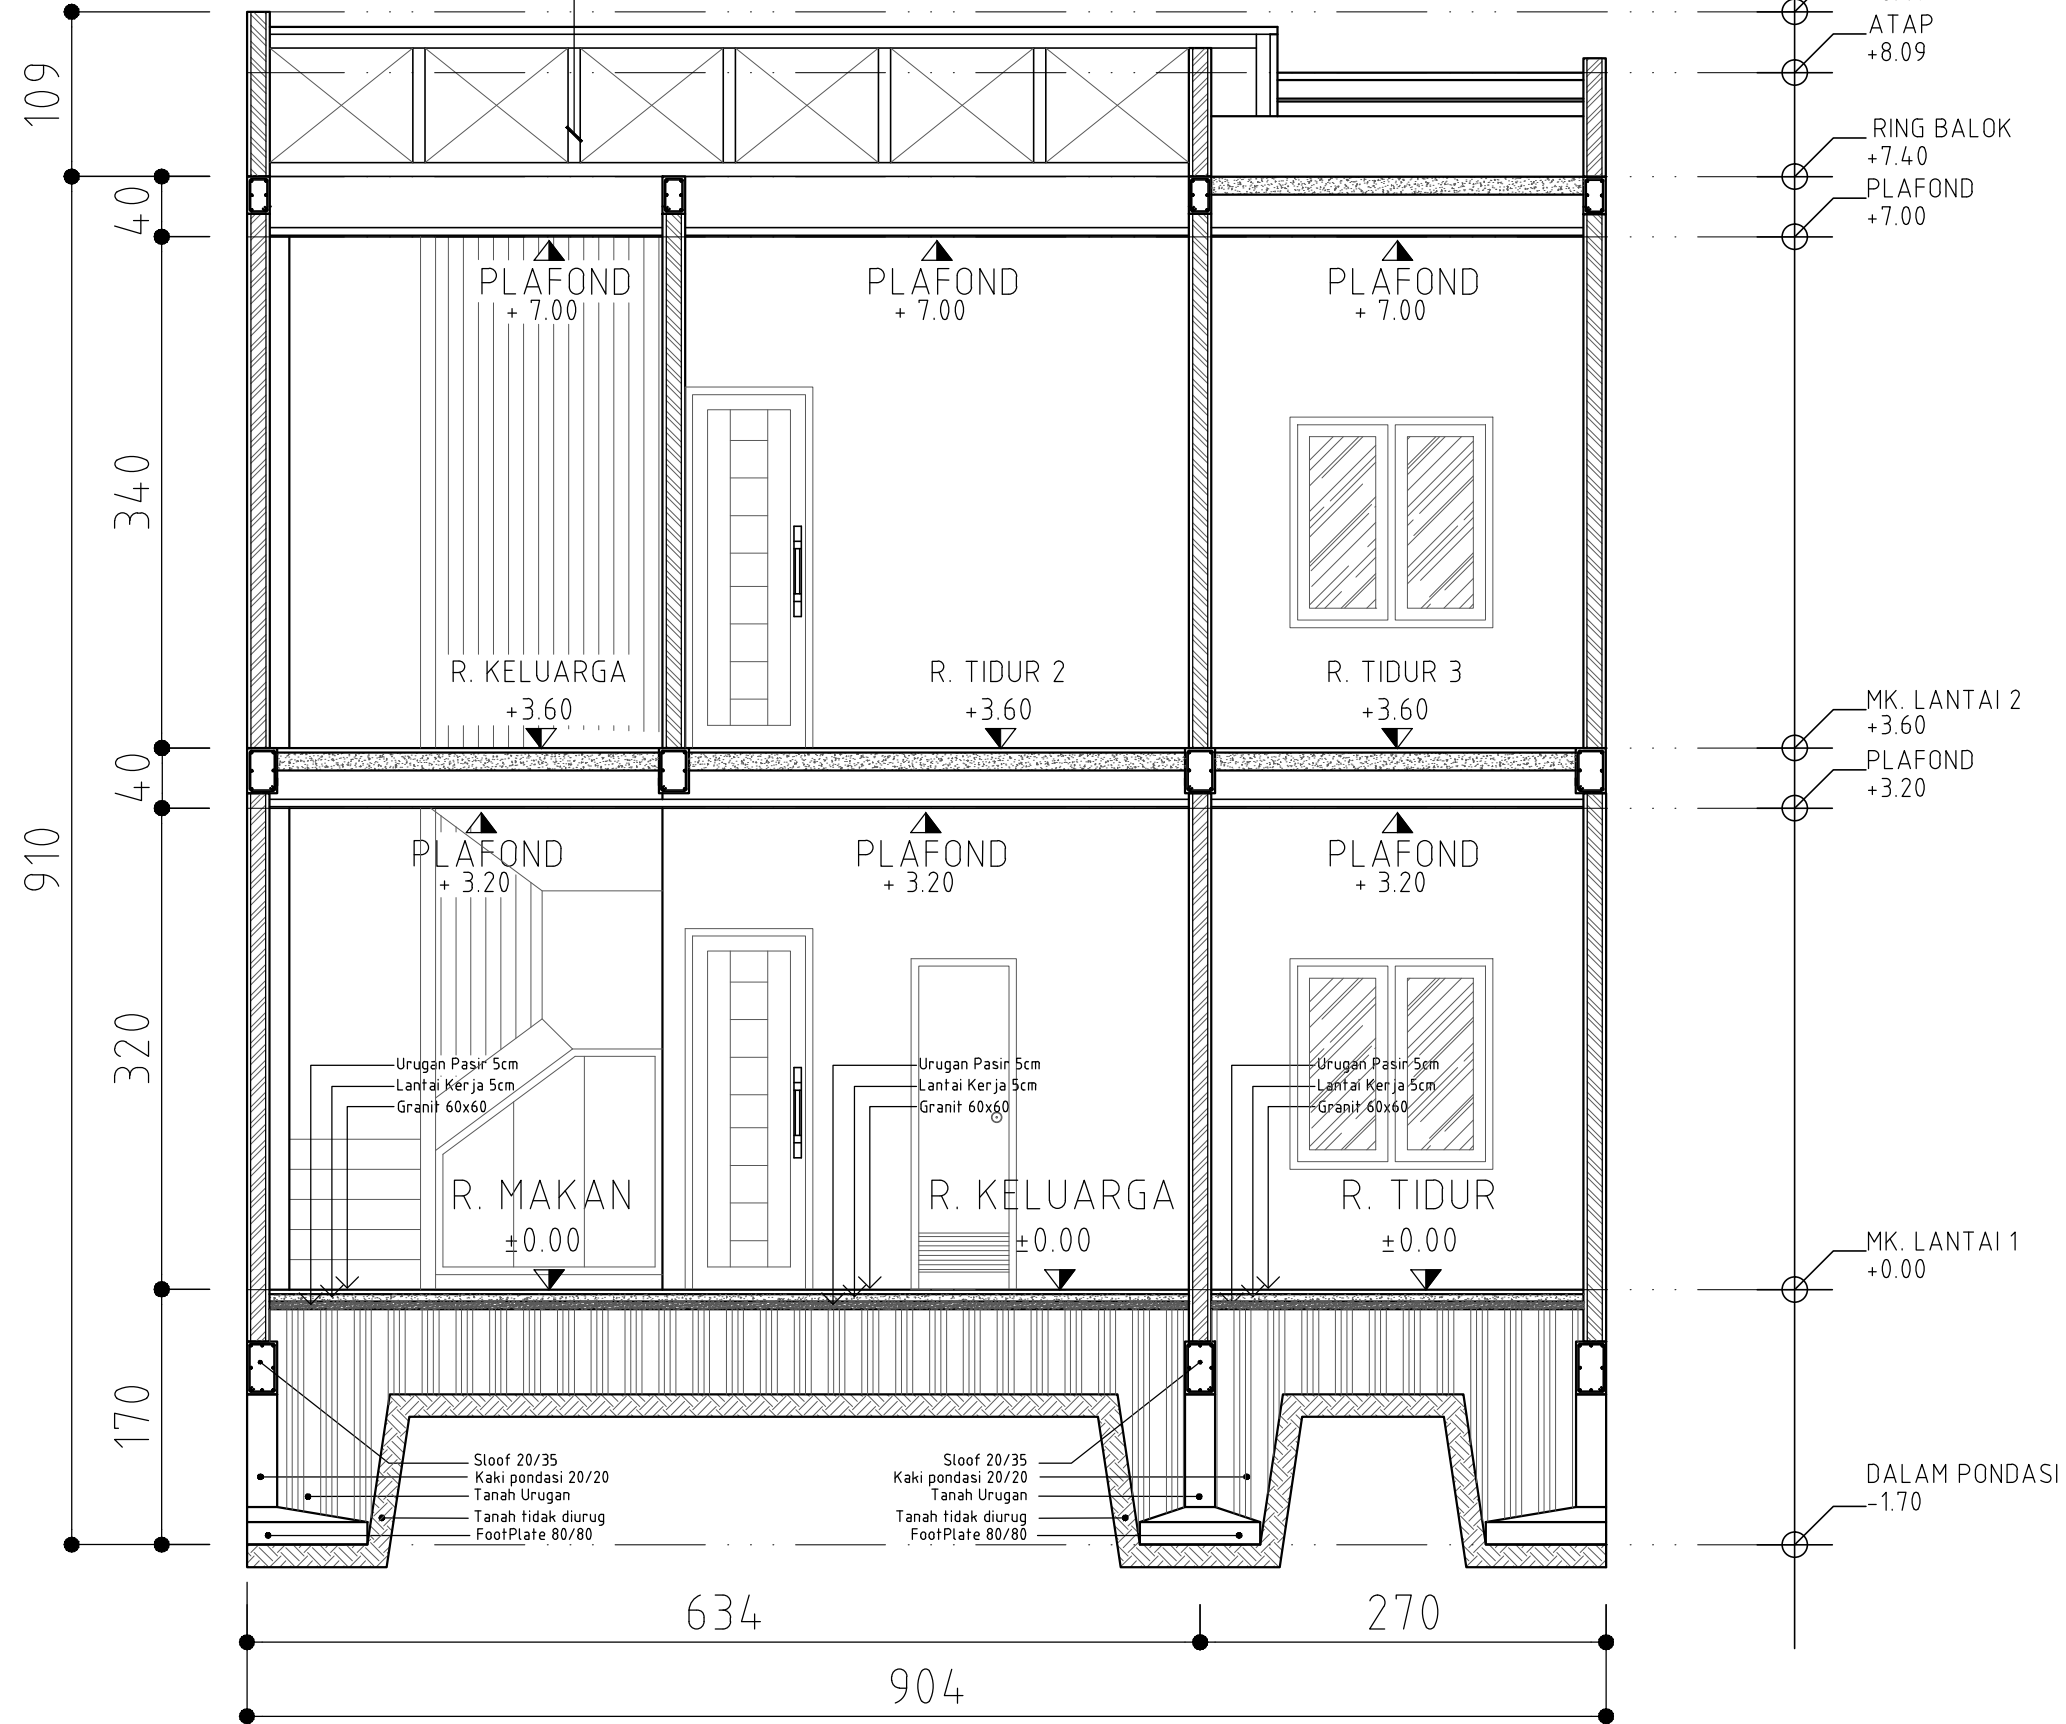 ATAP
+8.09
109
RING BALOK
+7.40
40
PLAFOND
+7.00
PLAFOND
+ 7.00
PLAFOND
+ 7.00
PLAFOND
+ 7.00
340
R. KELUARGA
+3.60
R. TIDUR 2
+3.60
R. TIDUR 3
+3.60
MK. LANTAI 2
+3.60
40
PLAFOND
+3.20
910
PLAFOND
+ 3.20
PLAFOND
+ 3.20
PLAFOND
+ 3.20
320
Urugan Pasir 5cm
Lantai Kerja 5cm
Granit 60x60
Urugan Pasir 5cm
Lantai Kerja 5cm
Granit 60x60
Urugan Pasir 5cm
Lantai Kerja 5cm
Granit 60x60
R. MAKAN
±0.00
R. KELUARGA
±0.00
R. TIDUR
±0.00
MK. LANTAI 1
+0.00
170
Sloof 20/35
Kaki pondasi 20/20
Tanah Urugan
Tanah tidak diurug
FootPlate 80/80
Sloof 20/35
Kaki pondasi 20/20
Tanah Urugan
Tanah tidak diurug
FootPlate 80/80
DALAM PONDASI
-1.70
634
270
904